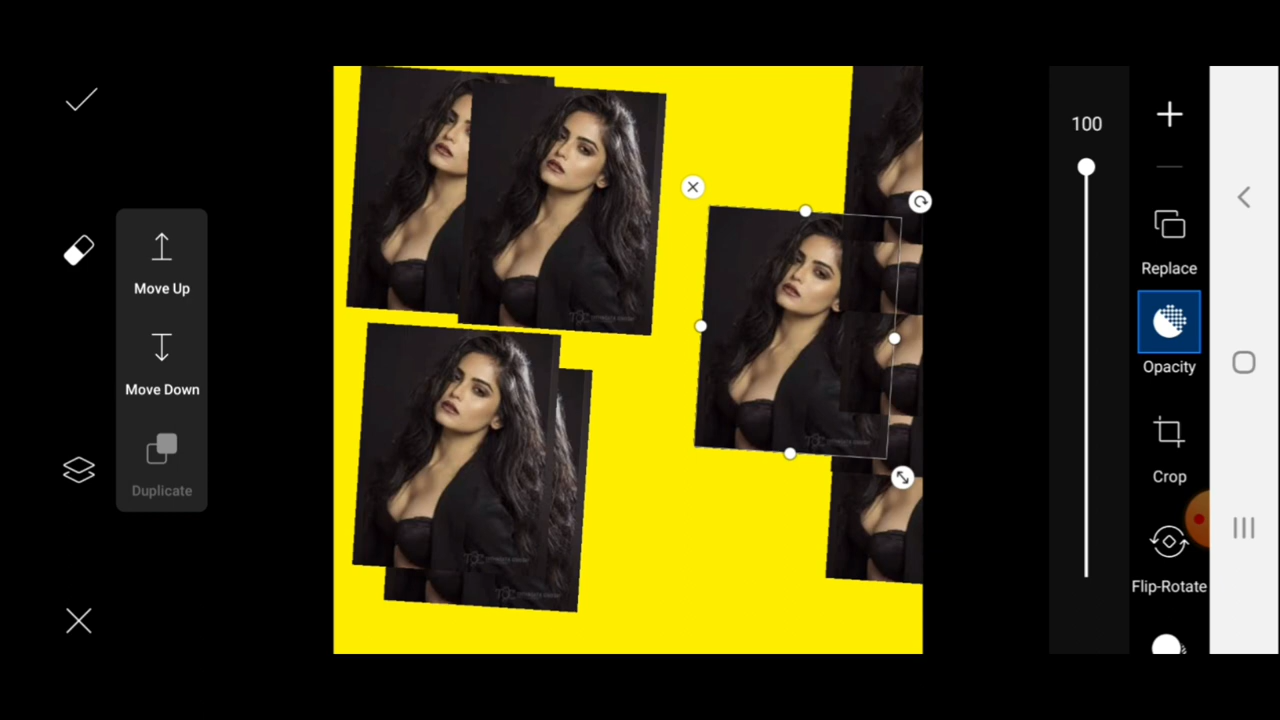 100
Move Up
Move Down
Duplicate
Replace
Opacity
Crop
Flip-Rotate